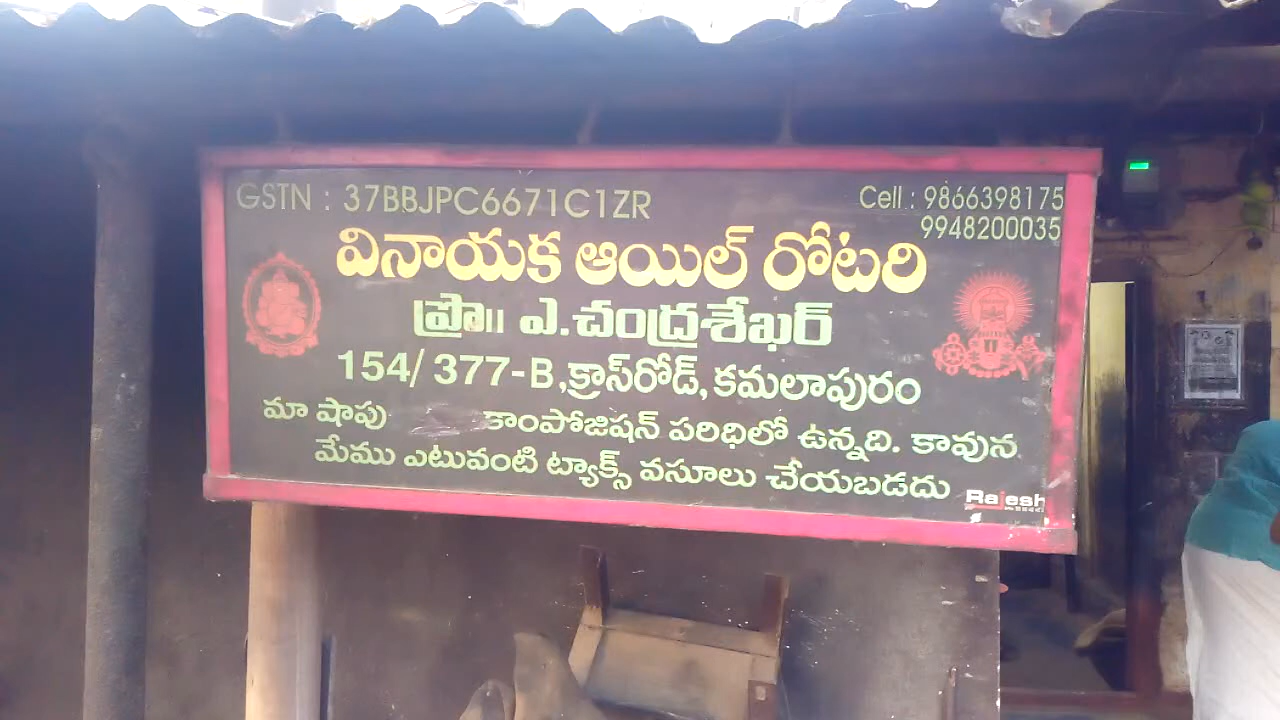 GSTN : 37BBJPC6671C1ZR
Cell : 9866398175
9948200035
వినాయక ఆయిల్ రోటరి
ప్రొ॥ ఎ.చంద్రశేఖర్
154/ 377-B,క్రాస్‌రోడ్, కమలాపురం
మా షాపు కాంపోజిషన్ పరిధిలో ఉన్నది. కావున
మేము ఎటువంటి ట్యాక్స్ వసూలు చేయబడదు
Rajesh